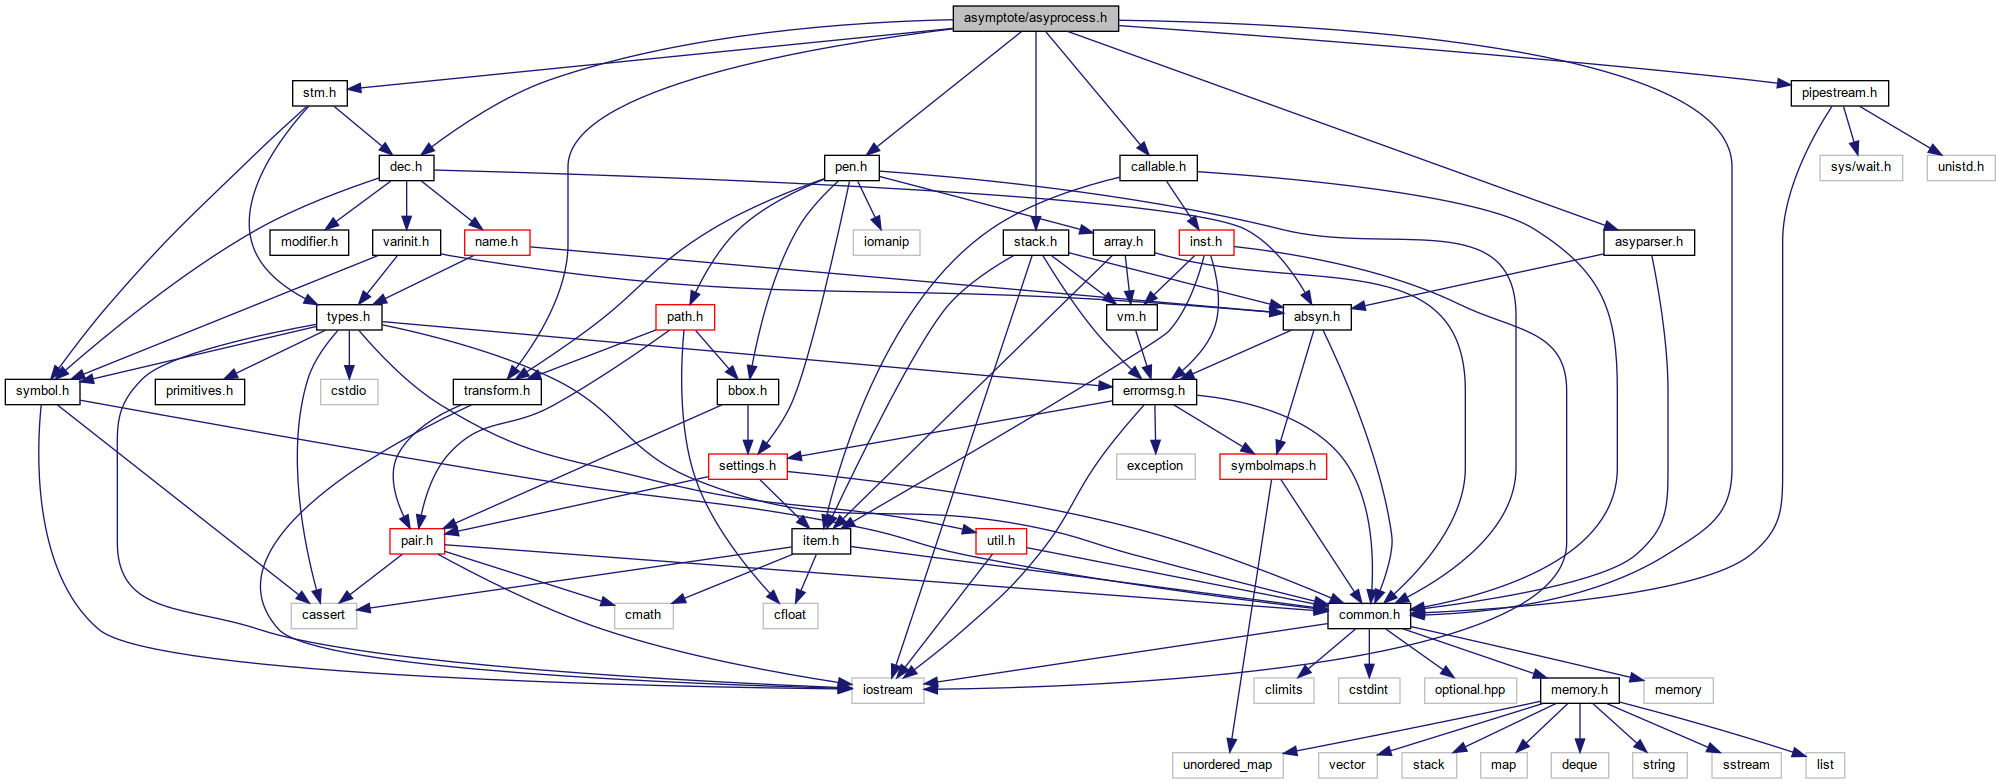 asymptote/asyprocess.h
stm.h
pipestream.h
dec.h
pen.h
callable.h
sys/wait.h
unistd.h
modifier.h
varinit.h
name.h
iomanip
stack.h
array.h
inst.h
asyparser.h
types.h
path.h
vm.h
absyn.h
symbol.h
primitives.h
cstdio
transform.h
bbox.h
errormsg.h
settings.h
exception
symbolmaps.h
pair.h
item.h
util.h
cassert
cmath
cfloat
common.h
iostream
climits
cstdint
optional.hpp
memory.h
memory
unordered_map
vector
stack
map
deque
string
sstream
list